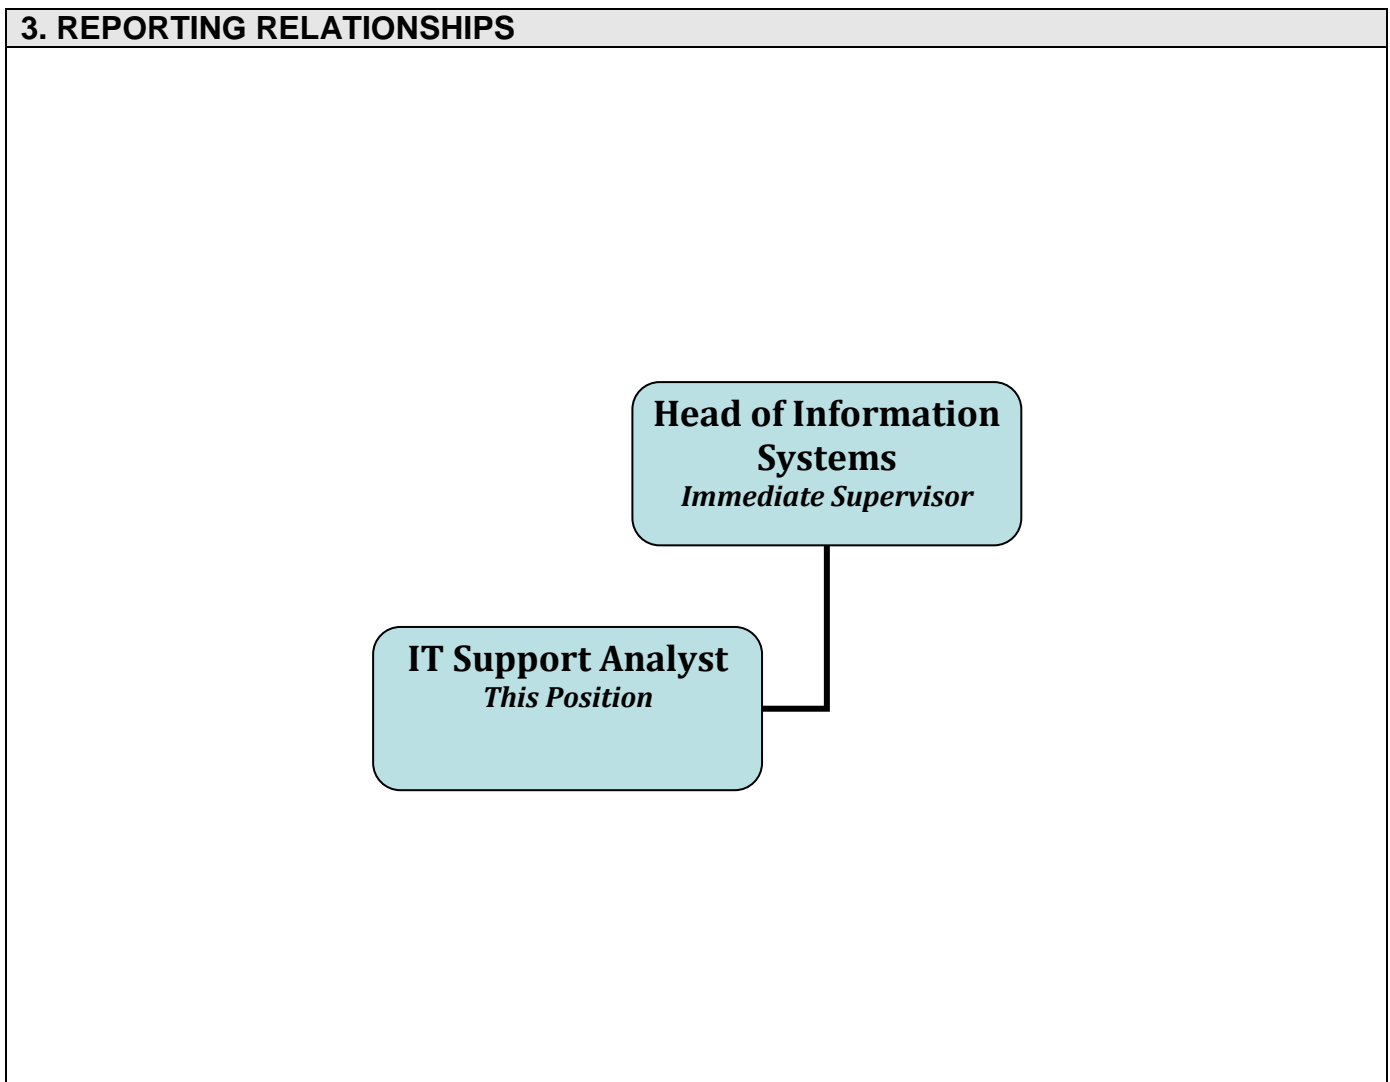 3. REPORTING RELATIONSHIPS
Head of Information
Systems
Immediate Supervisor
IT Support Analyst
This Position